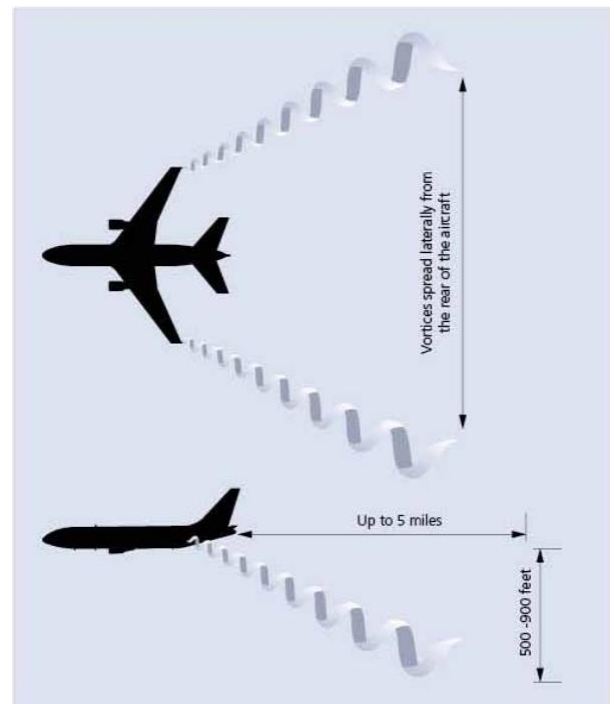 Vortices spread laterally from
the rear of the aircraft
Up to 5 miles
500 -900 feet